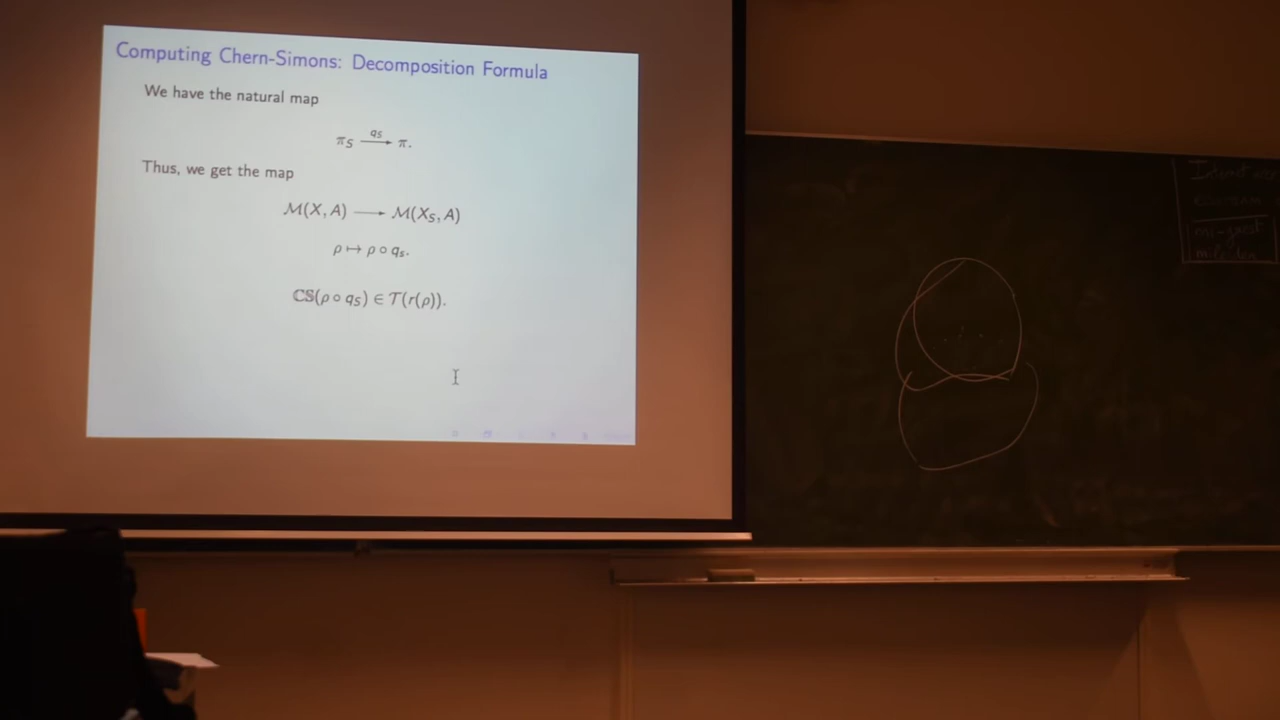 Computing Chern-Simons: Decomposition Formula
We have the natural map
π_S —q_S→ π.
Thus, we get the map
ℳ(X, A) ⟶ ℳ(X_S, A)
ρ ↦ ρ ∘ q_S.
ℂ𝕊(ρ ∘ q_S) ∈ 𝒯(r(ρ)).